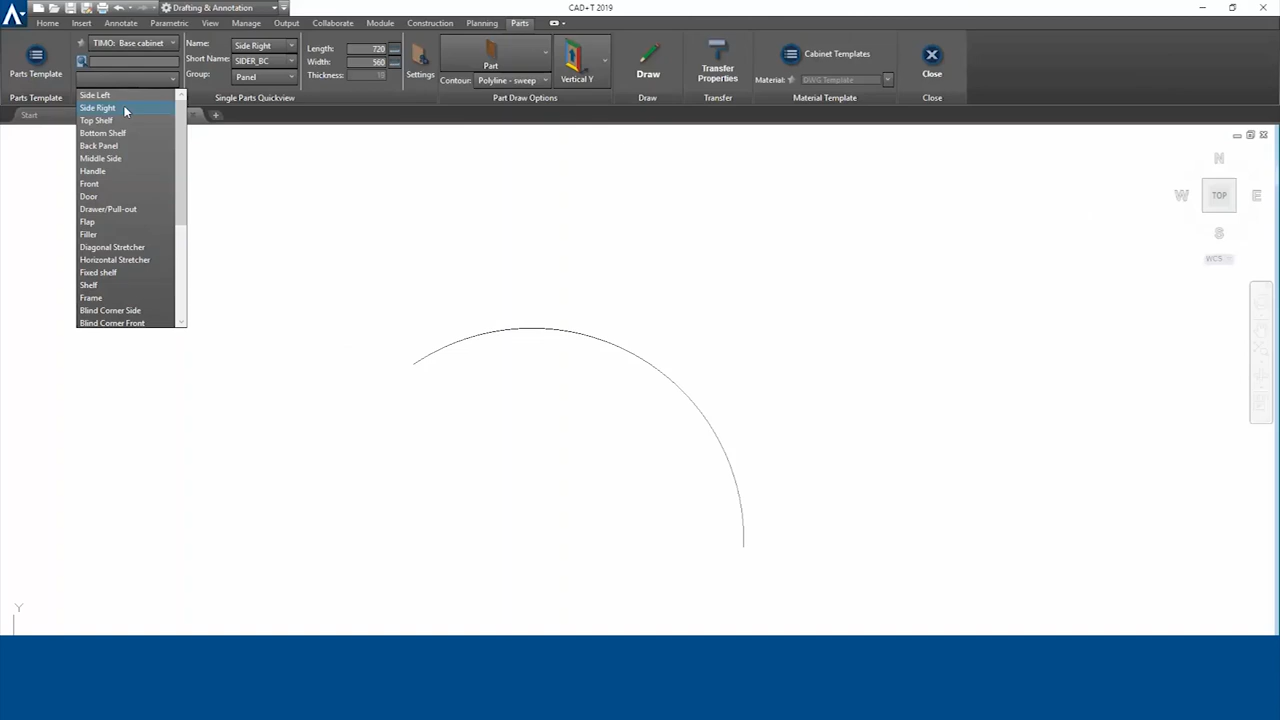 Drafting & Annotation
CAD+T 2019
Home Insert Annotate Parametric View Manage Output Collaborate Module Construction Planning Parts
Parts Template
TIMO: Base cabinet
Name: Side Right
Short Name: SIDER_BC
Group: Panel
Length: 720
Width: 560
Thickness: 18
Settings
Part
Contour: Polyline - sweep
Vertical Y
Draw
Transfer
Properties
Cabinet Templates
Material: DWG Template
Close
Parts Template Single Parts Quickview Part Draw Options Draw Transfer Material Template Close
Start
Side Left
Side Right
Top Shelf
Bottom Shelf
Back Panel
Middle Side
Handle
Front
Door
Drawer/Pull-out
Flap
Filler
Diagonal Stretcher
Horizontal Stretcher
Fixed shelf
Shelf
Frame
Blind Corner Side
Blind Corner Front
N
W TOP E
S
WCS
Y